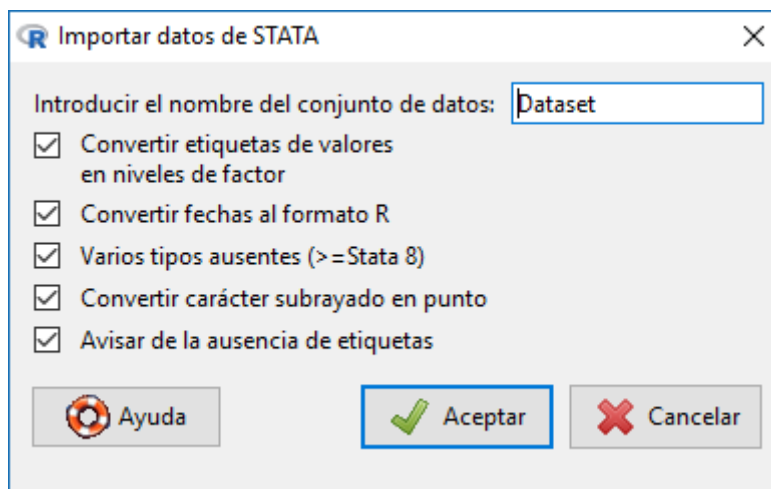 Importar datos de STATA
Introducir el nombre del conjunto de datos: Dataset
Convertir etiquetas de valores
en niveles de factor
Convertir fechas al formato R
Varios tipos ausentes (>=Stata 8)
Convertir carácter subrayado en punto
Avisar de la ausencia de etiquetas
Ayuda Aceptar Cancelar